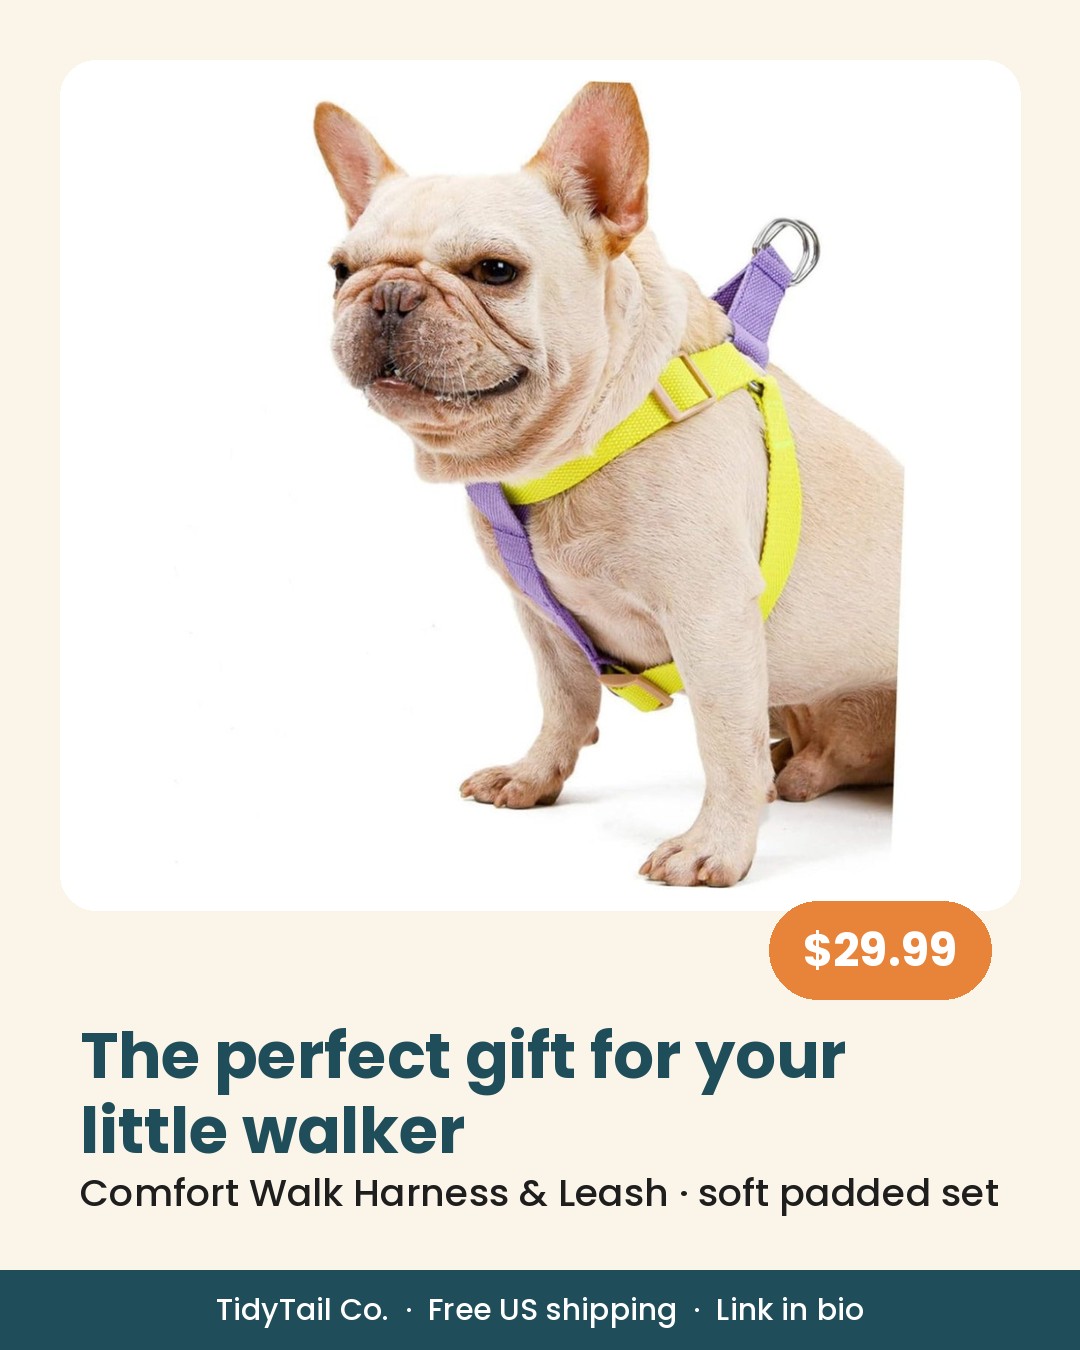 $29.99
The perfect gift for your
little walker
Comfort Walk Harness & Leash · soft padded set
TidyTail Co. · Free US shipping · Link in bio